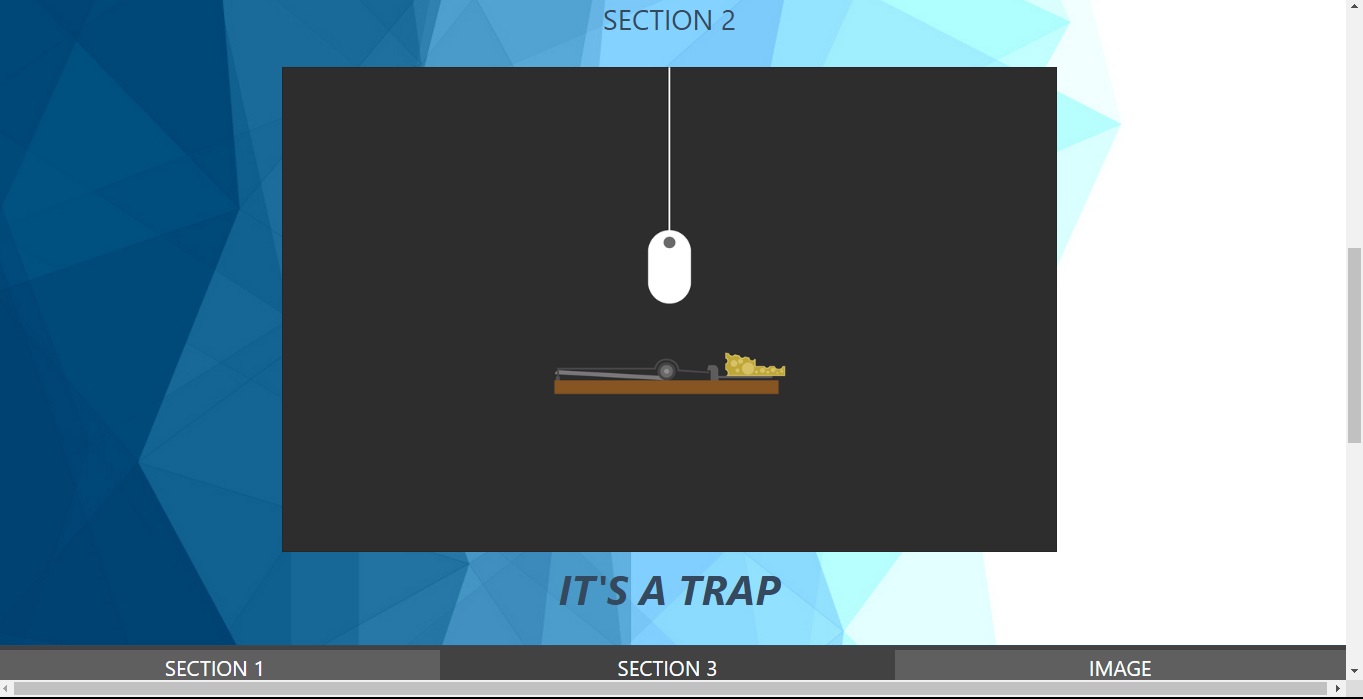 SECTION 2
IT'S A TRAP
SECTION 1
SECTION 3
IMAGE